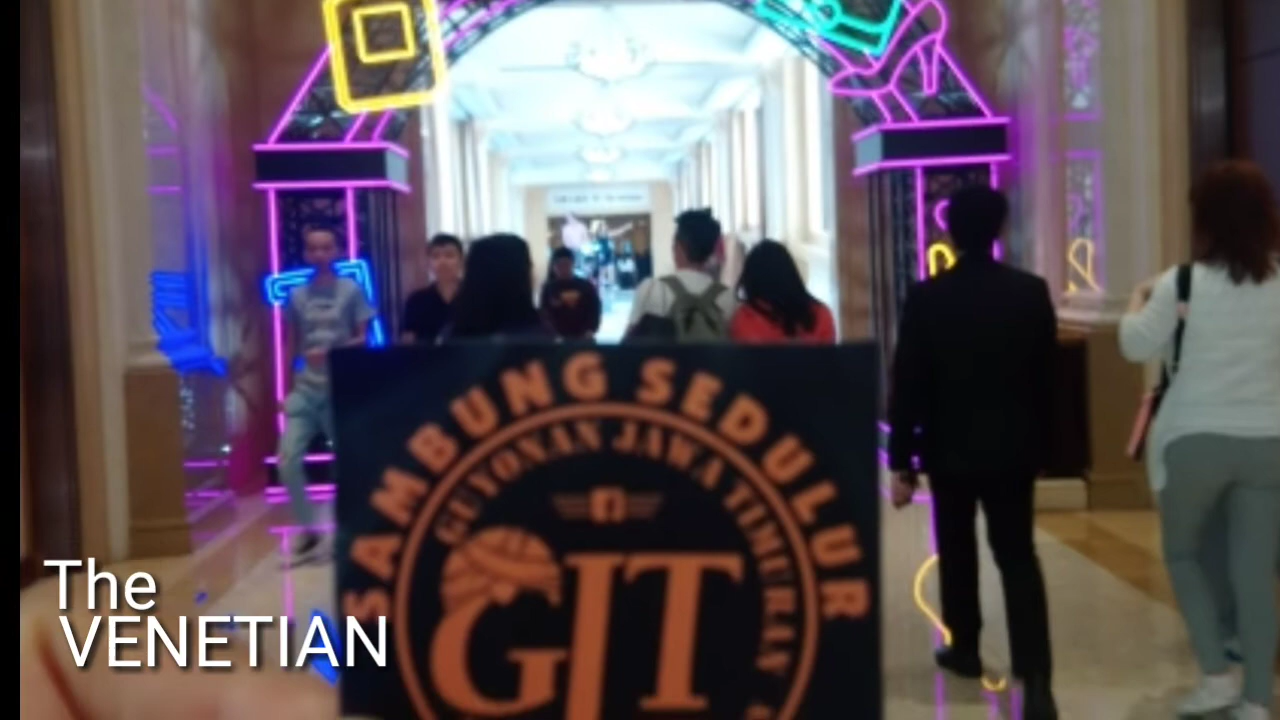 SAMBUNG SEDULUR
GUYONAN JAWA TIMURAN
GJT
The
VENETIAN